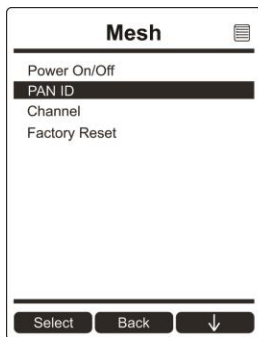 Mesh
Power On/Off
PAN ID
Channel
Factory Reset
Select Back ↓